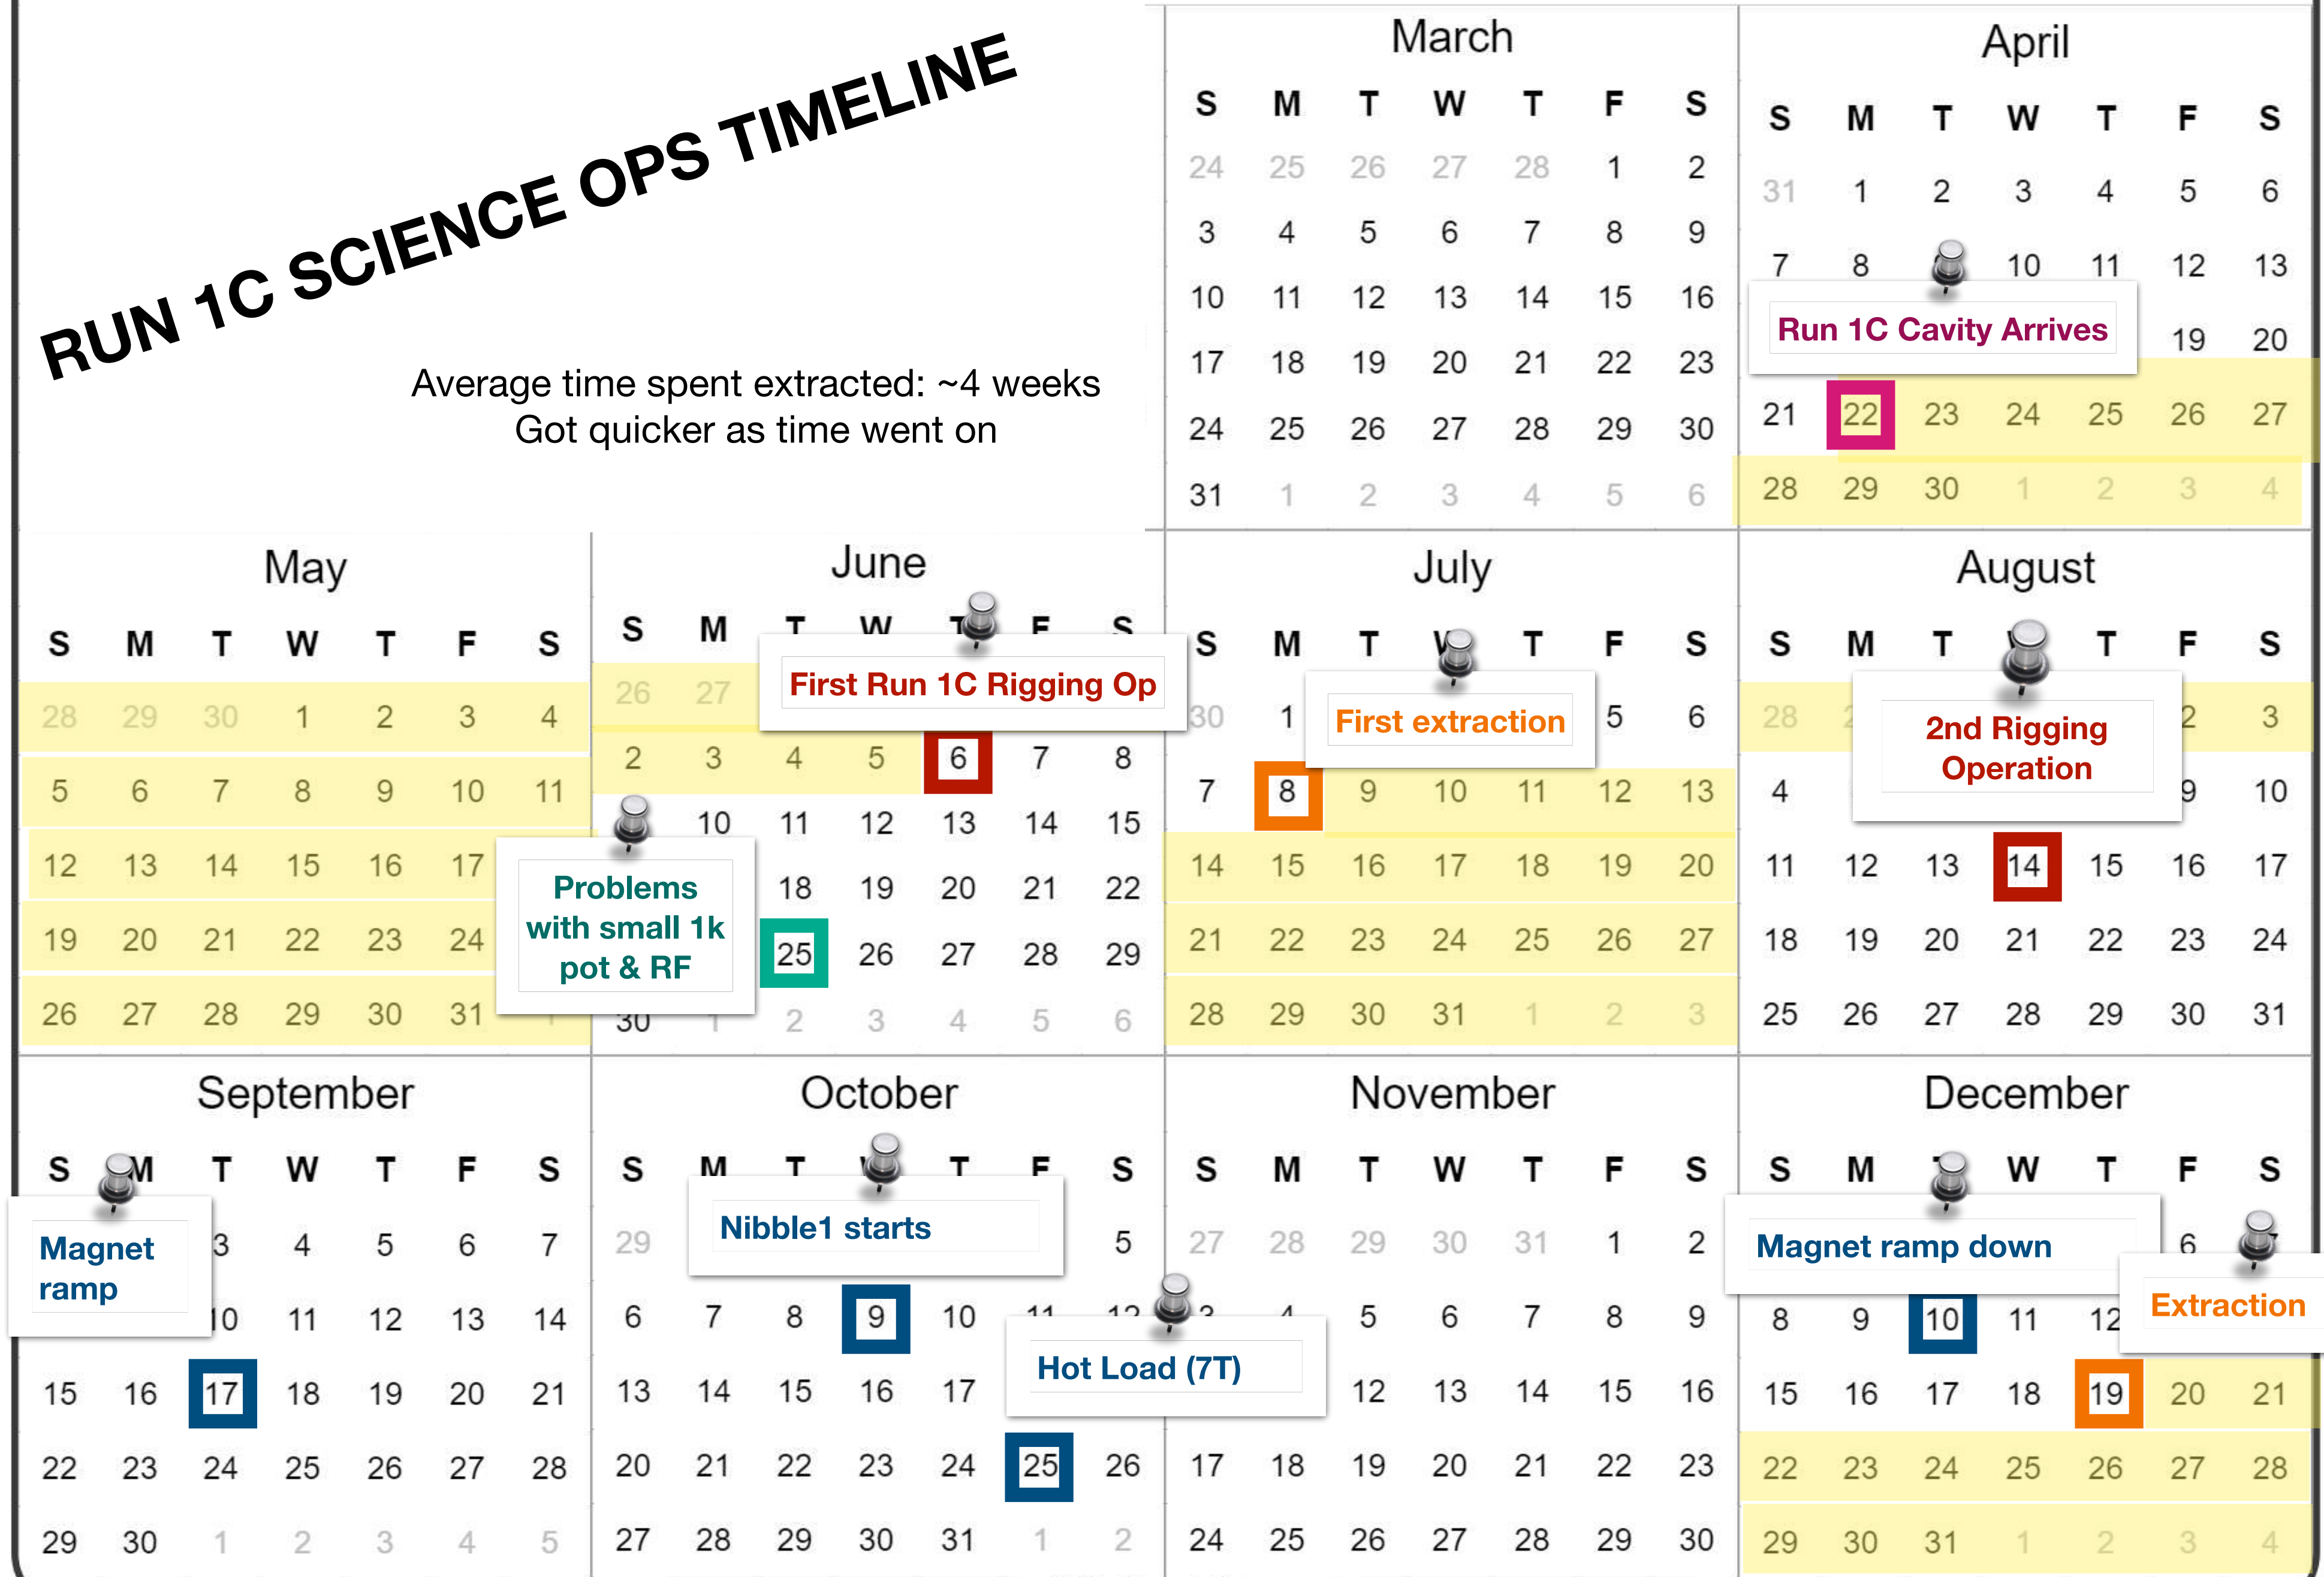 RUN 1C SCIENCE OPS TIMELINE
Average time spent extracted: ~4 weeks
Got quicker as time went on
March
S M T W T F S
24 25 26 27 28 1 2
3 4 5 6 7 8 9
10 11 12 13 14 15 16
17 18 19 20 21 22 23
24 25 26 27 28 29 30
31 1 2 3 4 5 6
April
S M T W T F S
31 1 2 3 4 5 6
7 8 10 11 12 13
Run 1C Cavity Arrives
19 20
21 22 23 24 25 26 27
28 29 30 1 2 3 4
May
S M T W T F S
28 29 30 1 2 3 4
5 6 7 8 9 10 11
12 13 14 15 16 17
19 20 21 22 23 24
26 27 28 29 30 31
June
S M T W T F S
26 27
First Run 1C Rigging Op
2 3 4 5 6 7 8
10 11 12 13 14 15
18 19 20 21 22
Problems
with small 1k
pot & RF
25 26 27 28 29
30 1 2 3 4 5 6
July
S M T W T F S
30 1 5 6
First extraction
7 8 9 10 11 12 13
14 15 16 17 18 19 20
21 22 23 24 25 26 27
28 29 30 31 1 2 3
August
S M T T F S
28 2 3
2nd Rigging
Operation
4 9 10
11 12 13 14 15 16 17
18 19 20 21 22 23 24
25 26 27 28 29 30 31
September
S M T W T F S
Magnet
ramp
3 4 5 6 7
10 11 12 13 14
15 16 17 18 19 20 21
22 23 24 25 26 27 28
29 30 1 2 3 4 5
October
S M T W T F S
29 5
Nibble1 starts
6 7 8 9 10 11 12
13 14 15 16 17
Hot Load (7T)
20 21 22 23 24 25 26
27 28 29 30 31 1 2
November
S M T W T F S
27 28 29 30 31 1 2
3 4 5 6 7 8 9
12 13 14 15 16
17 18 19 20 21 22 23
24 25 26 27 28 29 30
December
S M T W T F S
Magnet ramp down
6
Extraction
8 9 10 11 12
15 16 17 18 19 20 21
22 23 24 25 26 27 28
29 30 31 1 2 3 4